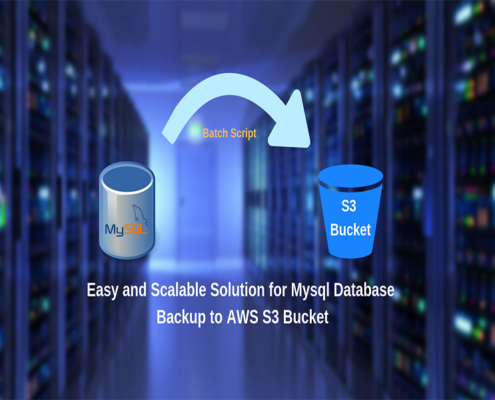 Batch Script
MySQL
S3
Bucket
Easy and Scalable Solution for Mysql Database
Backup to AWS S3 Bucket